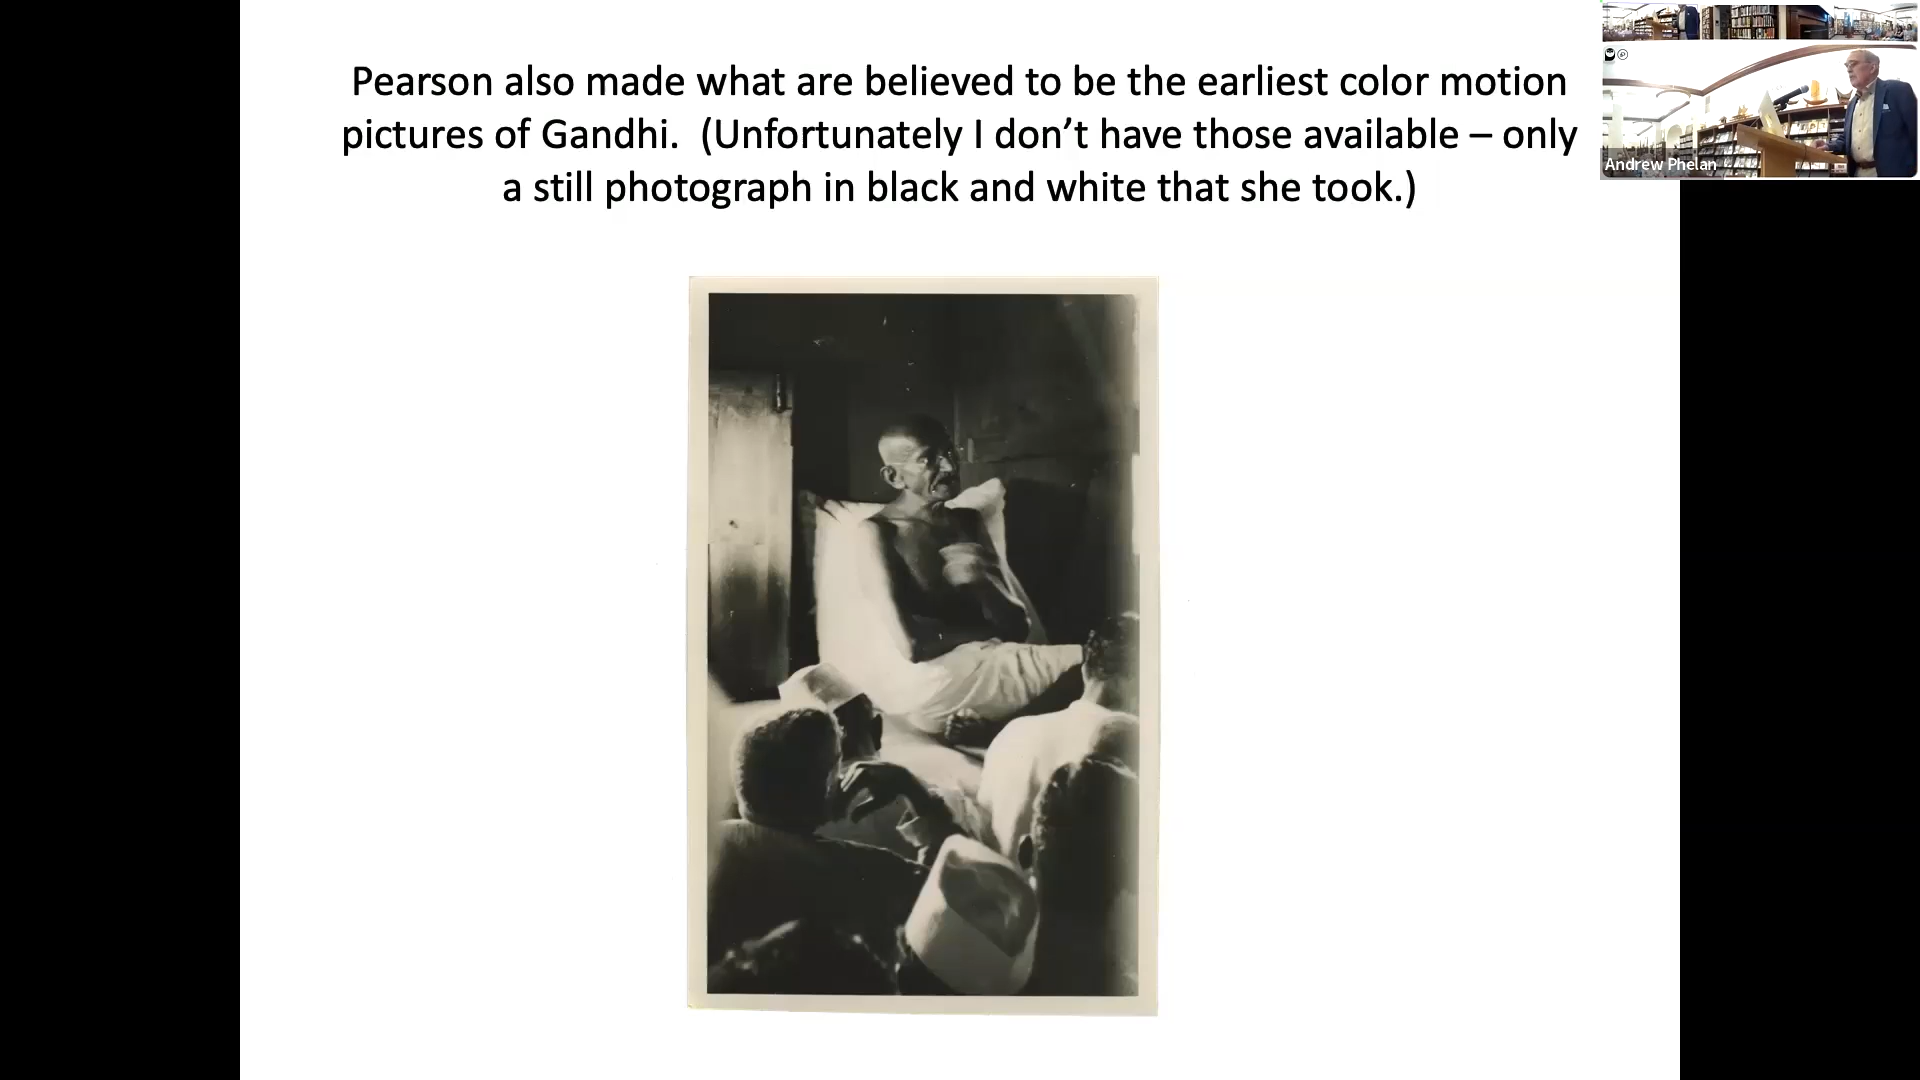 Pearson also made what are believed to be the earliest color motion
pictures of Gandhi.  (Unfortunately I don’t have those available – only
a still photograph in black and white that she took.)
Andrew Phelan